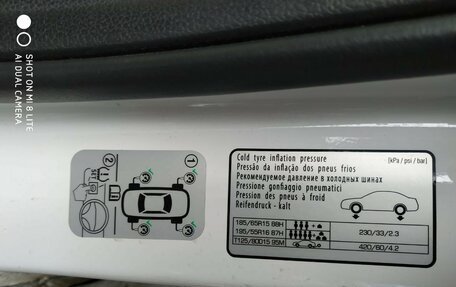 SHOT ON MI 8 LITE
AI DUAL CAMERA
2
1
SET
Cold tyre inflation pressure [kPa / psi / bar]
Pressão da inflação dos pneus frios
Рекомендуемое давление в холодных шинах
Pressione gonfiaggio pneumatici
Pression des pneus à froid
Reifendruck - kalt
185/65R15 88H
195/55R16 87H
230/33/2.3
T125/80D15 95M
420/60/4.2